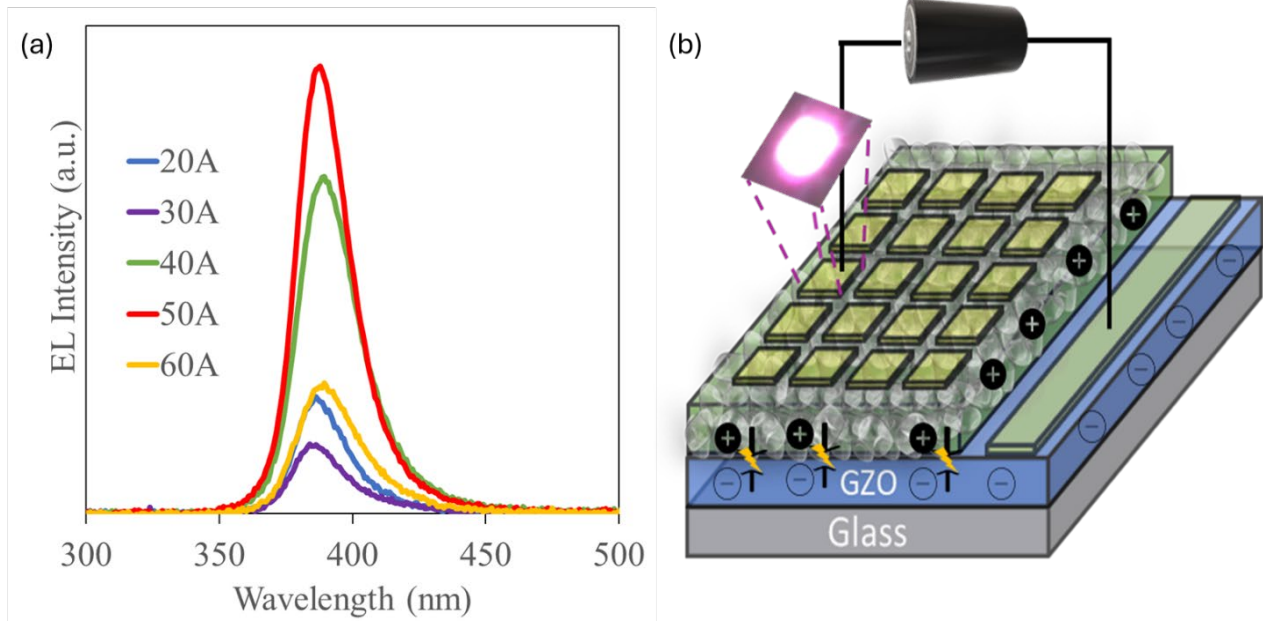 (a)
EL Intensity (a.u.)
20A
30A
40A
50A
60A
300
350
400
450
500
Wavelength (nm)
(b)
+
+
+
+
+
+
+
−
−
−
−
−
−
−
−
GZO
Glass